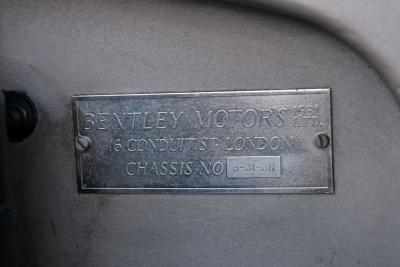 BENTLEY MOTORS 1931 LTD.
16. CONDUIT ST. LONDON
CHASSIS NO